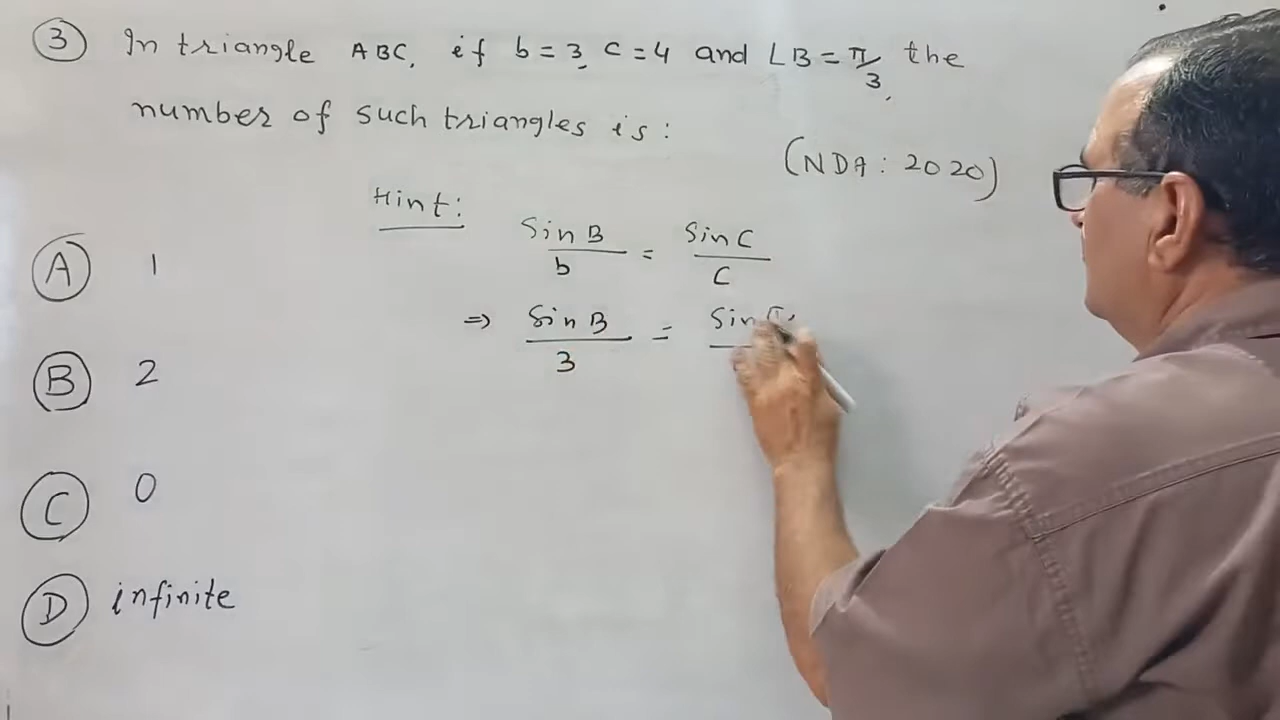 3 In triangle ABC, if b = 3, c = 4 and ∠B = π/3, the
number of such triangles is:
(NDA: 2020)
Hint:
Sin B / b = Sin C / c
⇒ Sin B / 3 = Sin
A 1
B 2
C 0
D infinite